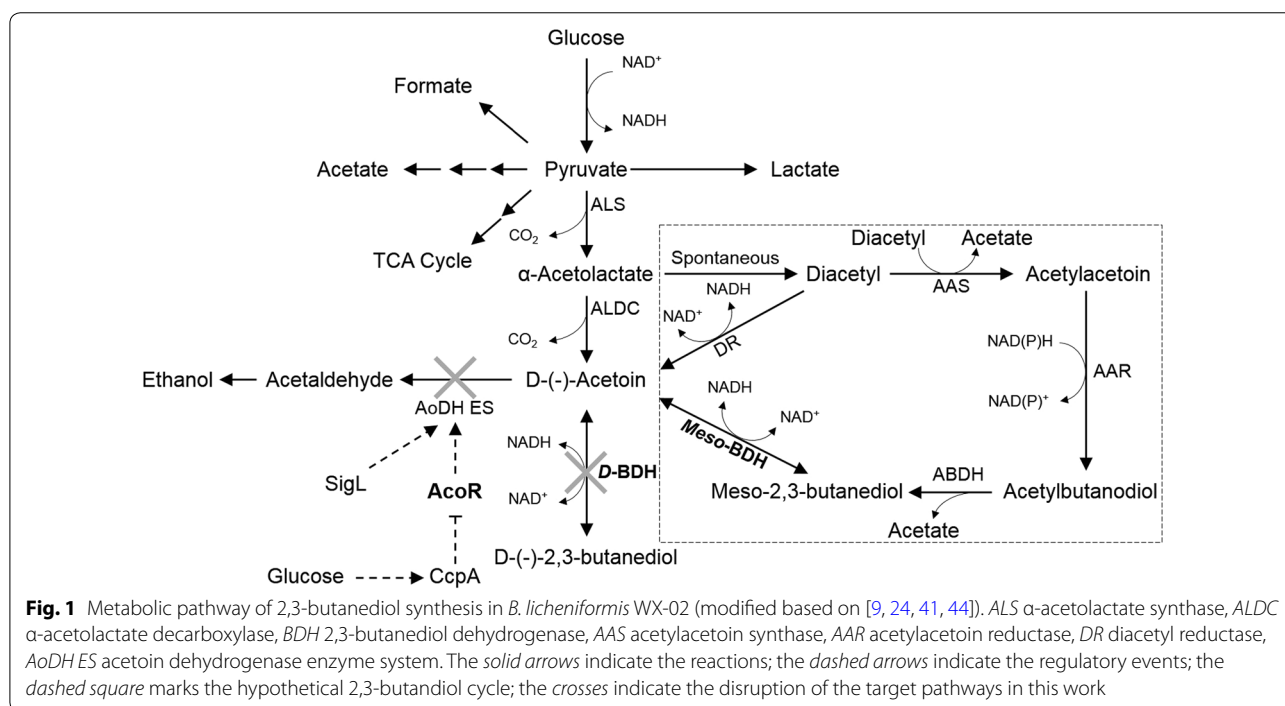 Glucose
NAD+
NADH
Formate
Acetate
Pyruvate
Lactate
ALS
CO2
TCA Cycle
α-Acetolactate
Spontaneous
Diacetyl
Diacetyl
Acetate
AAS
Acetylacetoin
NADH
NAD+
DR
ALDC
CO2
NAD(P)H
AAR
NAD(P)+
Ethanol
Acetaldehyde
D-(-)-Acetoin
AoDH ES
NADH
NAD+
Meso-BDH
NADH
NAD+
D-BDH
SigL
AcoR
Meso-2,3-butanediol
ABDH
Acetylbutanodiol
Acetate
D-(-)-2,3-butanediol
Glucose
CcpA
Fig. 1 Metabolic pathway of 2,3-butanediol synthesis in B. licheniformis WX-02 (modified based on [9, 24, 41, 44]). ALS α-acetolactate synthase, ALDC
α-acetolactate decarboxylase, BDH 2,3-butanediol dehydrogenase, AAS acetylacetoin synthase, AAR acetylacetoin reductase, DR diacetyl reductase,
AoDH ES acetoin dehydrogenase enzyme system. The solid arrows indicate the reactions; the dashed arrows indicate the regulatory events; the
dashed square marks the hypothetical 2,3-butandiol cycle; the crosses indicate the disruption of the target pathways in this work